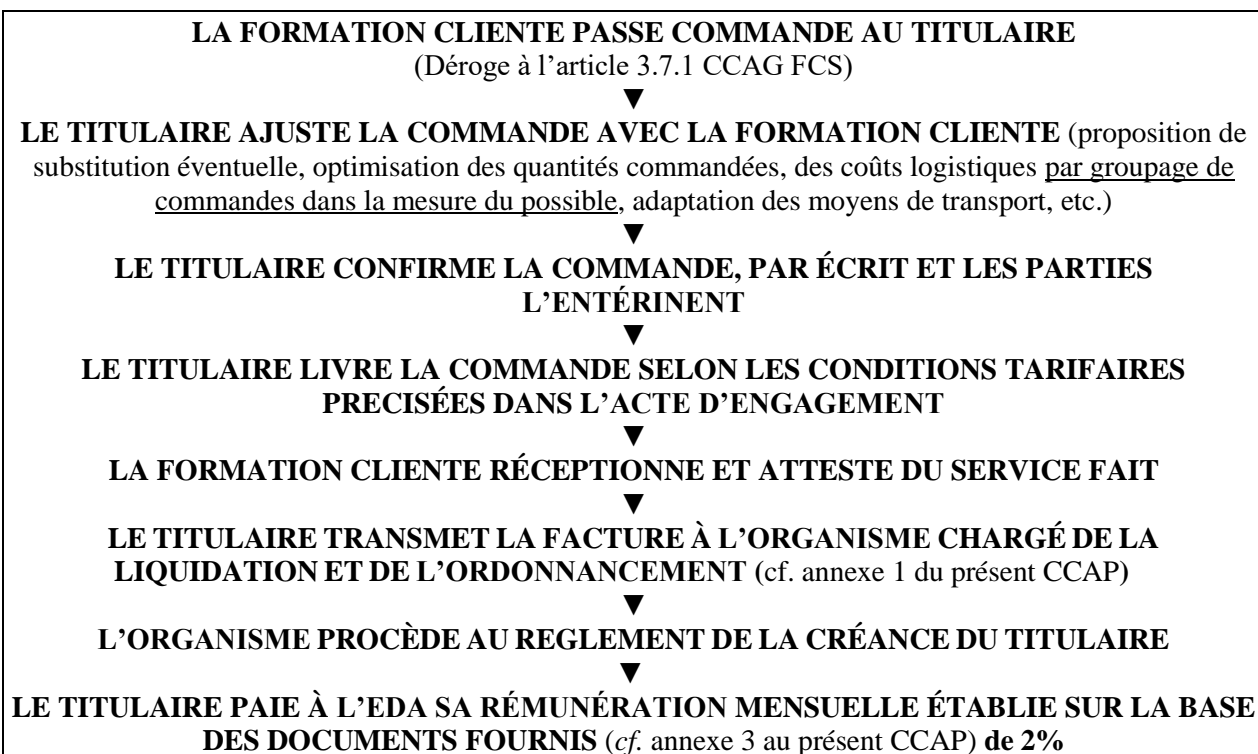 LA FORMATION CLIENTE PASSE COMMANDE AU TITULAIRE
(Déroge à l’article 3.7.1 CCAG FCS)
▼
LE TITULAIRE AJUSTE LA COMMANDE AVEC LA FORMATION CLIENTE (proposition de
substitution éventuelle, optimisation des quantités commandées, des coûts logistiques par groupage de
commandes dans la mesure du possible, adaptation des moyens de transport, etc.)
▼
LE TITULAIRE CONFIRME LA COMMANDE, PAR ÉCRIT ET LES PARTIES
L’ENTÉRINENT
▼
LE TITULAIRE LIVRE LA COMMANDE SELON LES CONDITIONS TARIFAIRES
PRECISÉES DANS L’ACTE D’ENGAGEMENT
▼
LA FORMATION CLIENTE RÉCEPTIONNE ET ATTESTE DU SERVICE FAIT
▼
LE TITULAIRE TRANSMET LA FACTURE À L’ORGANISME CHARGÉ DE LA
LIQUIDATION ET DE L’ORDONNANCEMENT (cf. annexe 1 du présent CCAP)
▼
L’ORGANISME PROCÈDE AU REGLEMENT DE LA CRÉANCE DU TITULAIRE
▼
LE TITULAIRE PAIE À L’EDA SA RÉMUNÉRATION MENSUELLE ÉTABLIE SUR LA BASE
DES DOCUMENTS FOURNIS (cf. annexe 3 au présent CCAP) de 2%